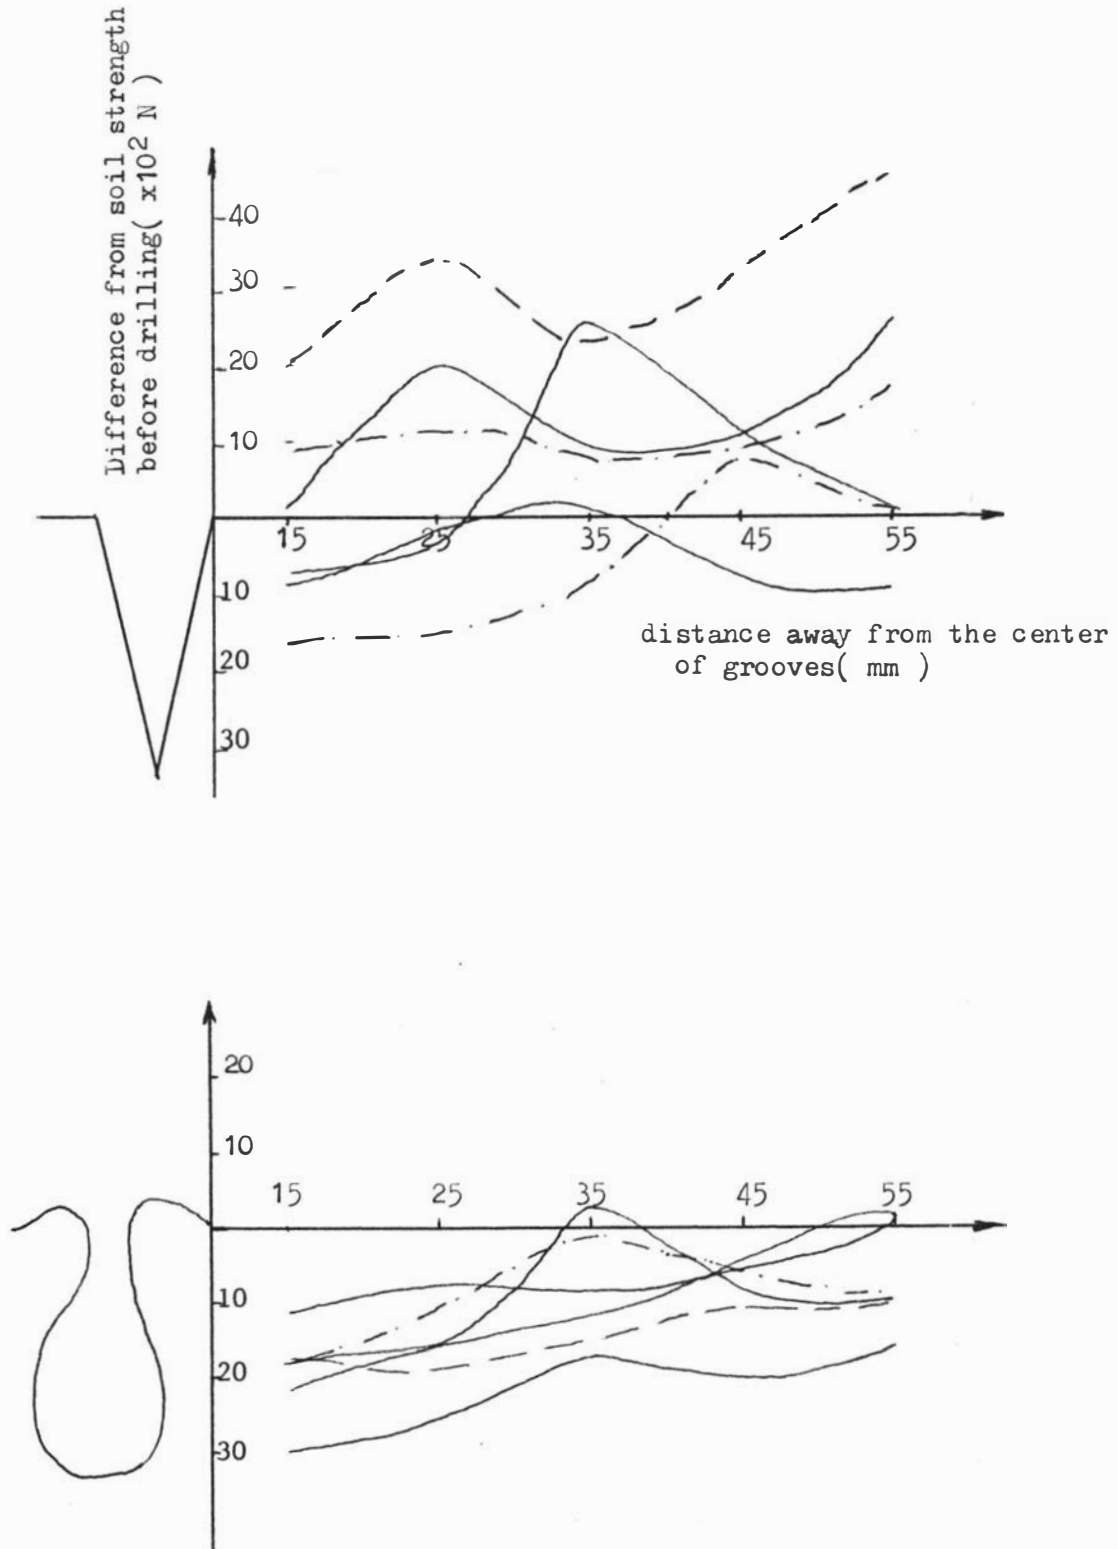 Difference from soil strength
before drilling( x10² N )
40
30
20
10
15 25 35 45 55
10
20
30
distance away from the center
of grooves( mm )
20
10
15 25 35 45 55
10
20
30